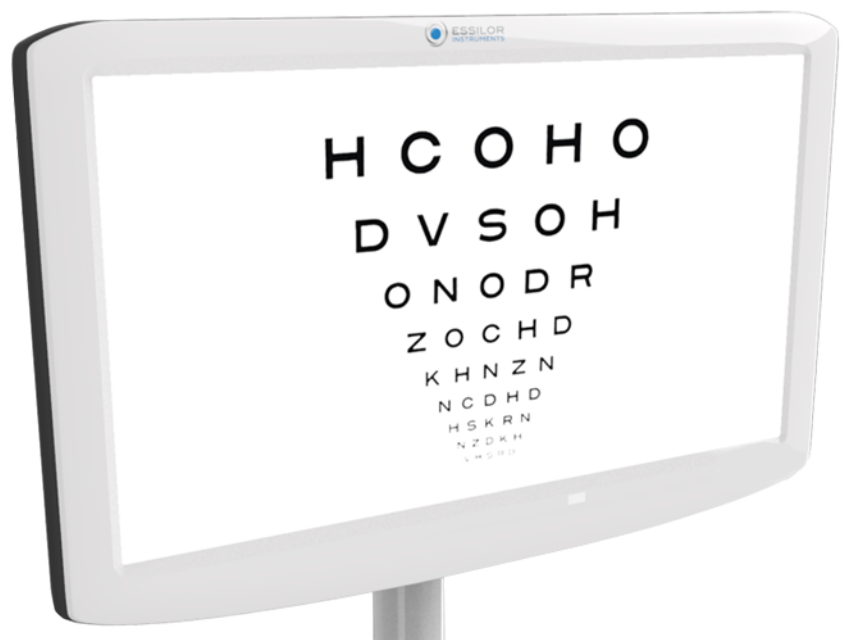 ESSILOR
INSTRUMENTS
H C O H O
D V S O H
O N O D R
Z O C H D
K H N Z N
N C D H D
H S K R N
N Z D K H